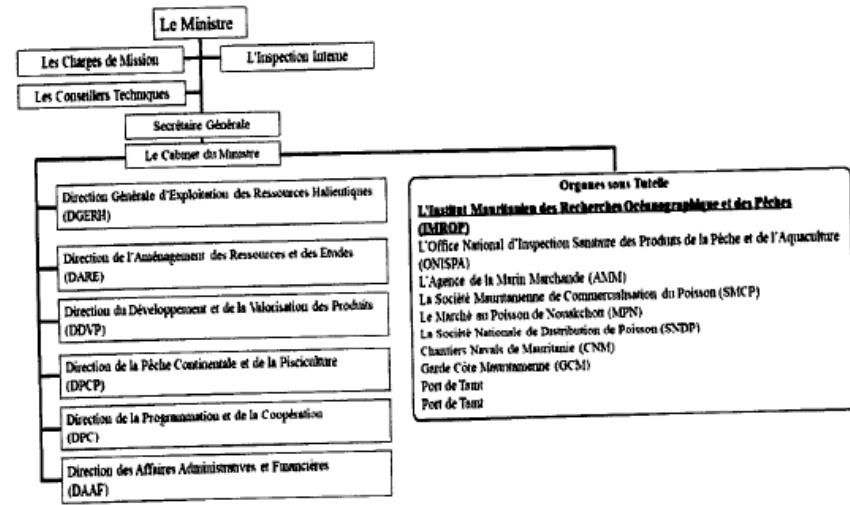 Le Ministre
Les Charges de Mission
L'Inspection Interne
Les Conseillers Techniques
Secrétaire Générale
Le Cabinet du Ministre
Direction Générale d'Exploitation des Ressources Halieutiques
(DGERH)
Direction de l'Aménagement des Ressources et des Etudes
(DARE)
Direction du Développement et de la Valorisation des Produits
(DDVP)
Direction de la Pêche Continentale et de la Pisciculture
(DPCP)
Direction de la Programmation et de la Coopération
(DPC)
Direction des Affaires Administratives et Financières
(DAAF)
Organes sous Tutelle
L'Institut Mauritanien des Recherches Océanographique et des Pêches
(IMROP)
L'Office National d'Inspection Sanitaire des Produits de la Pêche et de l'Aquaculture
(ONISPA)
L'Agence de la Marin Marchande (AMM)
La Société Mauritanienne de Commercialisation du Poisson (SMCP)
Le Marché au Poisson de Nouakchott (MPN)
La Société Nationale de Distribution de Poisson (SNDP)
Chantiers Navals de Mauritanie (CNM)
Garde Côte Mauritanienne (GCM)
Port de
Port de